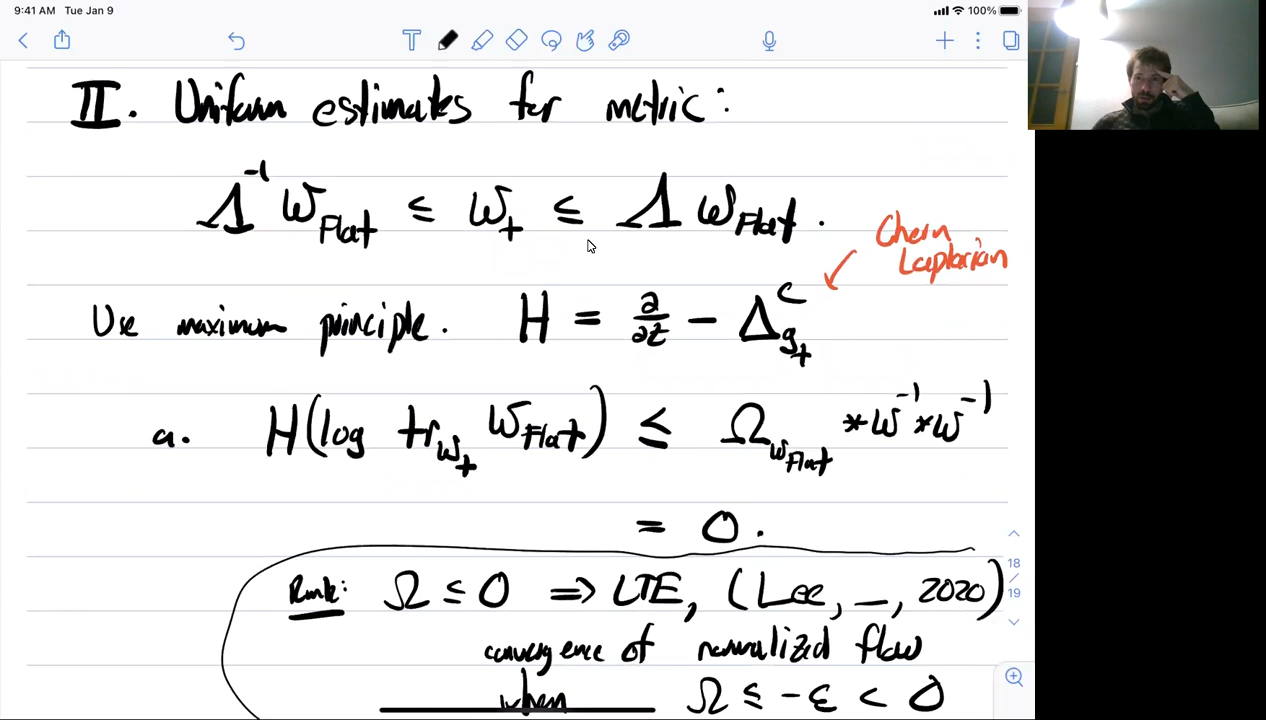 9:41 AM Tue Jan 9
100%
II. Uniform estimates for metric:
Λ⁻¹ ω_Flat ≤ ω_t ≤ Λ ω_Flat.
Chern
Laplacian
Use maximum principle. H = ∂/∂t − Δ^C_{g_t}
a. H(log tr_{ω_t} ω_Flat) ≤ Ω_{ω_Flat} * ω⁻¹ * ω⁻¹
= 0.
Rmk: Ω ≤ 0 ⇒ LTE, (Lee, _, 2020)
convergence of normalized flow
when Ω ≤ -ε < 0
18
19